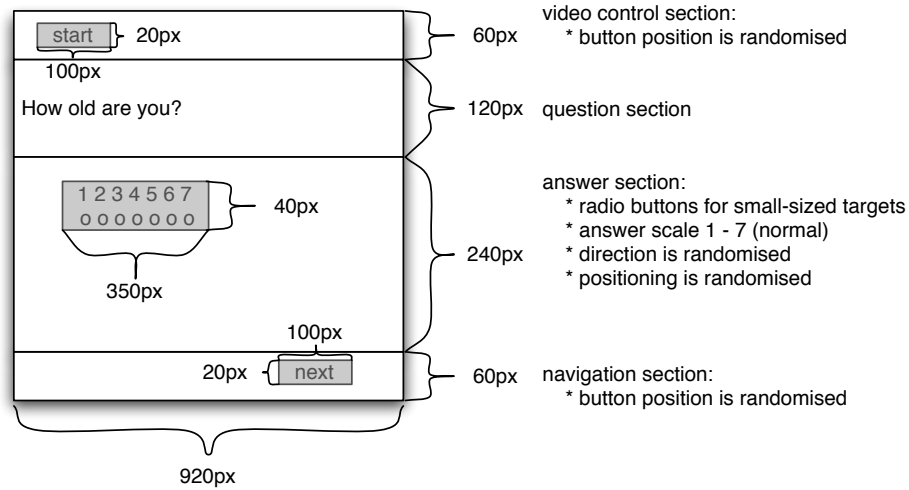 start
20px
100px
60px
video control section:
* button position is randomised
How old are you?
120px
question section
1 2 3 4 5 6 7
o o o o o o o
40px
350px
240px
answer section:
* radio buttons for small-sized targets
* answer scale 1 - 7 (normal)
* direction is randomised
* positioning is randomised
100px
20px
next
60px
navigation section:
* button position is randomised
920px